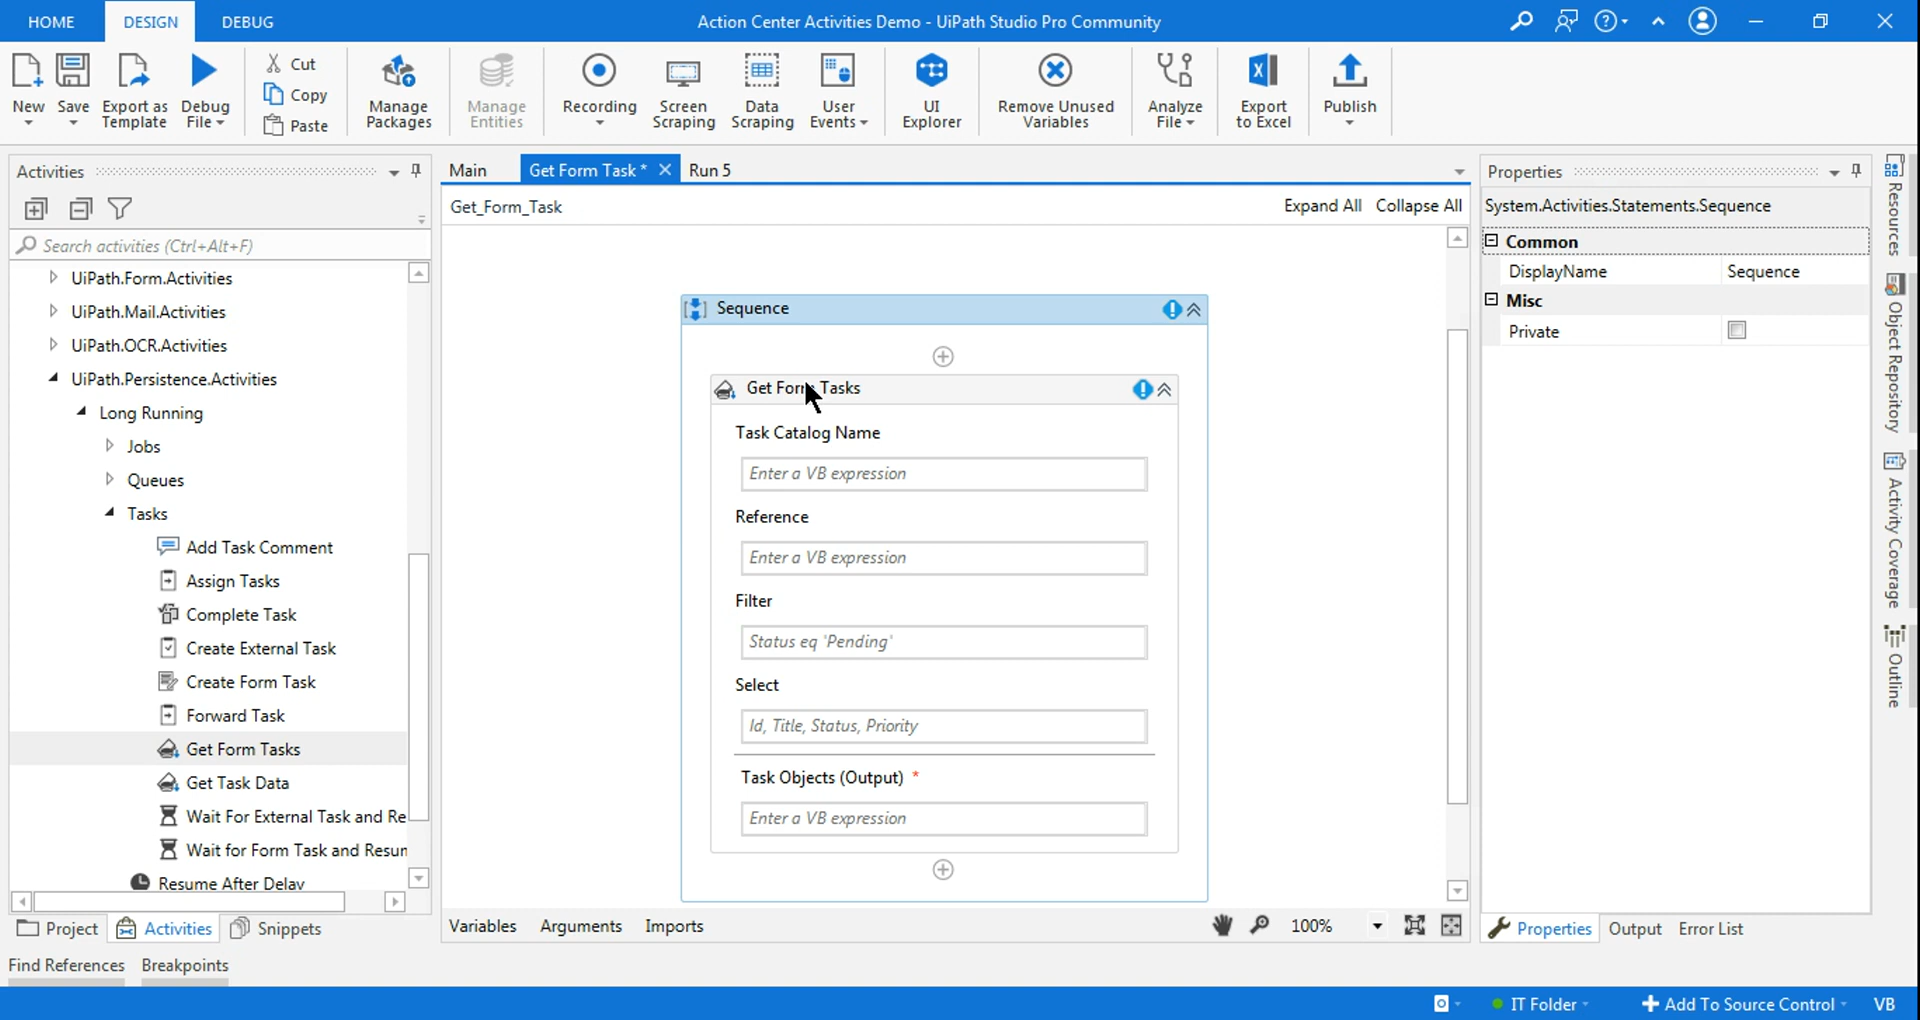 HOME
DESIGN
DEBUG
Action Center Activities Demo - UiPath Studio Pro Community
New
Save
Export as
Template
Debug
File
Cut
Copy
Paste
Manage
Packages
Manage
Entities
Recording
Screen
Scraping
Data
Scraping
User
Events
UI
Explorer
Remove Unused
Variables
Analyze
File
Export
to Excel
Publish
Activities
Search activities (Ctrl+Alt+F)
UiPath.Form.Activities
UiPath.Mail.Activities
UiPath.OCR.Activities
UiPath.Persistence.Activities
Long Running
Jobs
Queues
Tasks
Add Task Comment
Assign Tasks
Complete Task
Create External Task
Create Form Task
Forward Task
Get Form Tasks
Get Task Data
Wait For External Task and Re
Wait for Form Task and Resur
Resume After Delay
Project
Activities
Snippets
Find References
Breakpoints
Main
Get Form Task *
Run 5
Get_Form_Task
Expand All
Collapse All
Sequence
Get Form Tasks
Task Catalog Name
Enter a VB expression
Reference
Enter a VB expression
Filter
Status eq 'Pending'
Select
Id, Title, Status, Priority
Task Objects (Output) *
Enter a VB expression
Variables
Arguments
Imports
100%
Properties
System.Activities.Statements.Sequence
Common
DisplayName
Sequence
Misc
Private
Properties
Output
Error List
Resources
Object Repository
Activity Coverage
Outline
IT Folder
Add To Source Control
VB